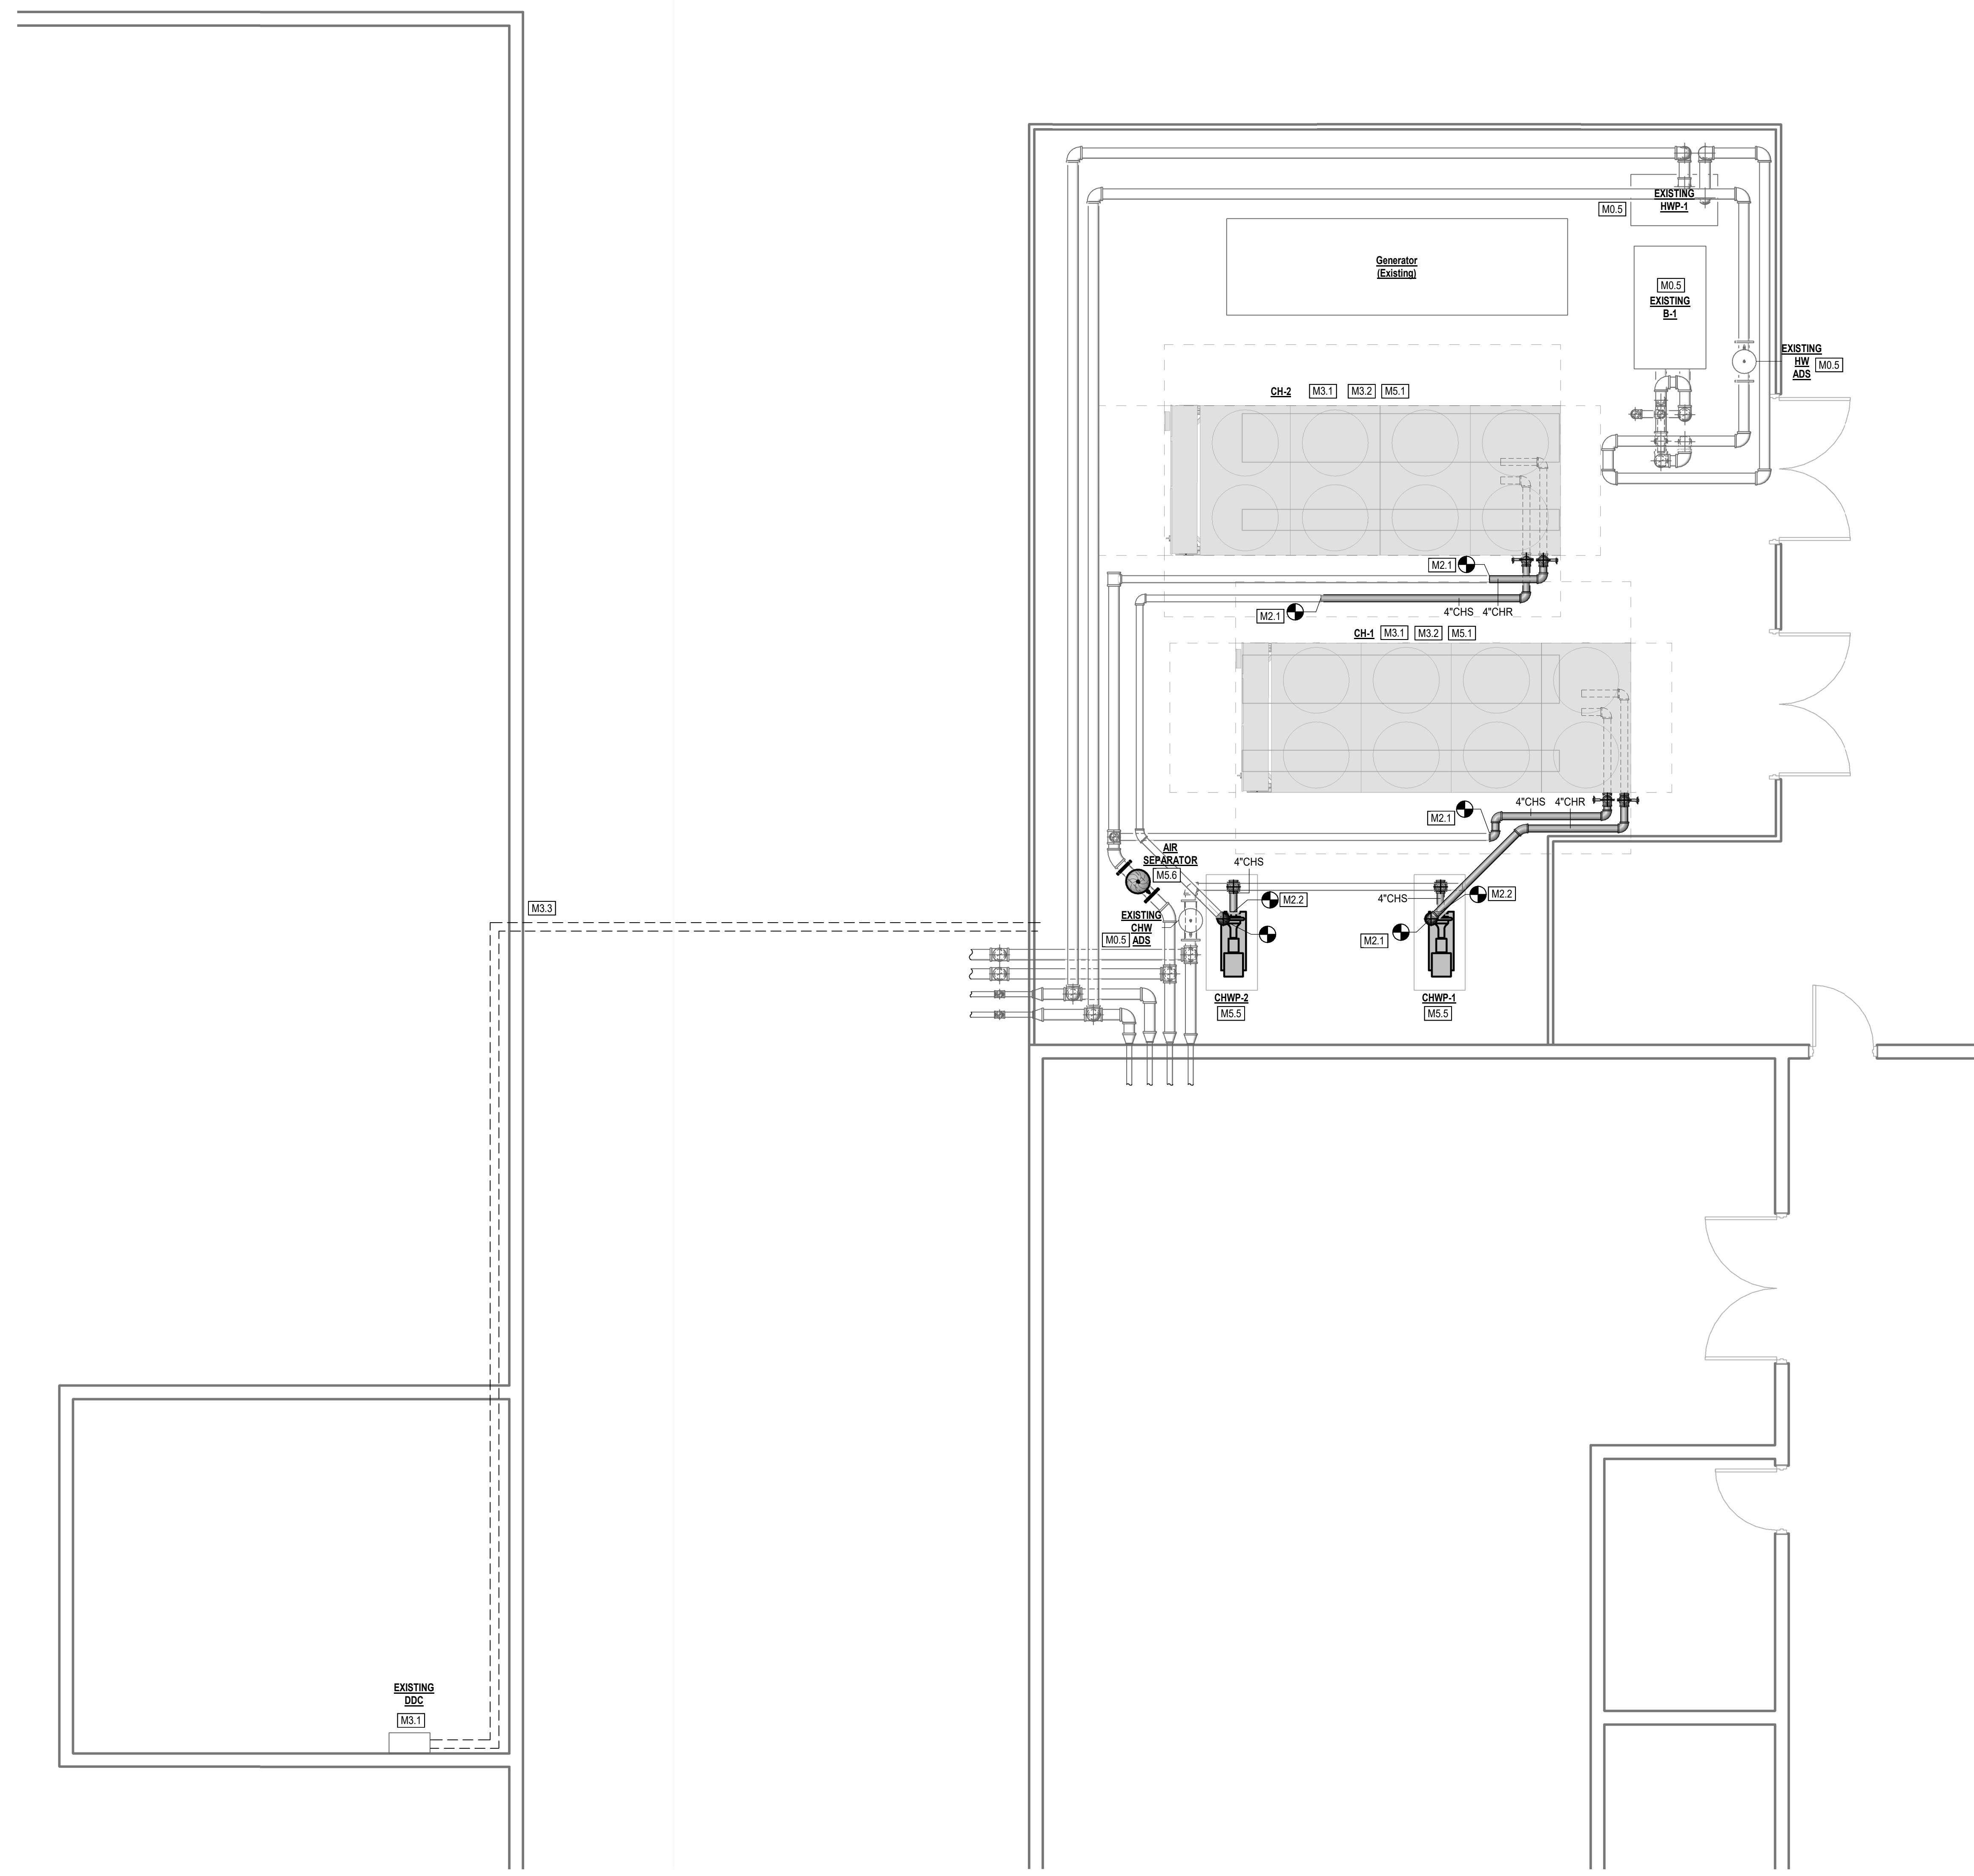 EXISTING
HWP-1
M0.5
Generator
(Existing)
M0.5
EXISTING
B-1
EXISTING
HW
ADS
M0.5
CH-2
M3.1
M3.2
M5.1
M2.1
M2.1
4"CHS
4"CHR
CH-1
M3.1
M3.2
M5.1
4"CHS
4"CHR
M2.1
AIR
SEPARATOR
M5.6
4"CHS
M2.2
4"CHS
M2.2
M3.3
EXISTING
CHW
ADS
M0.5
M2.1
CHWP-2
M5.5
CHWP-1
M5.5
EXISTING
DDC
M3.1